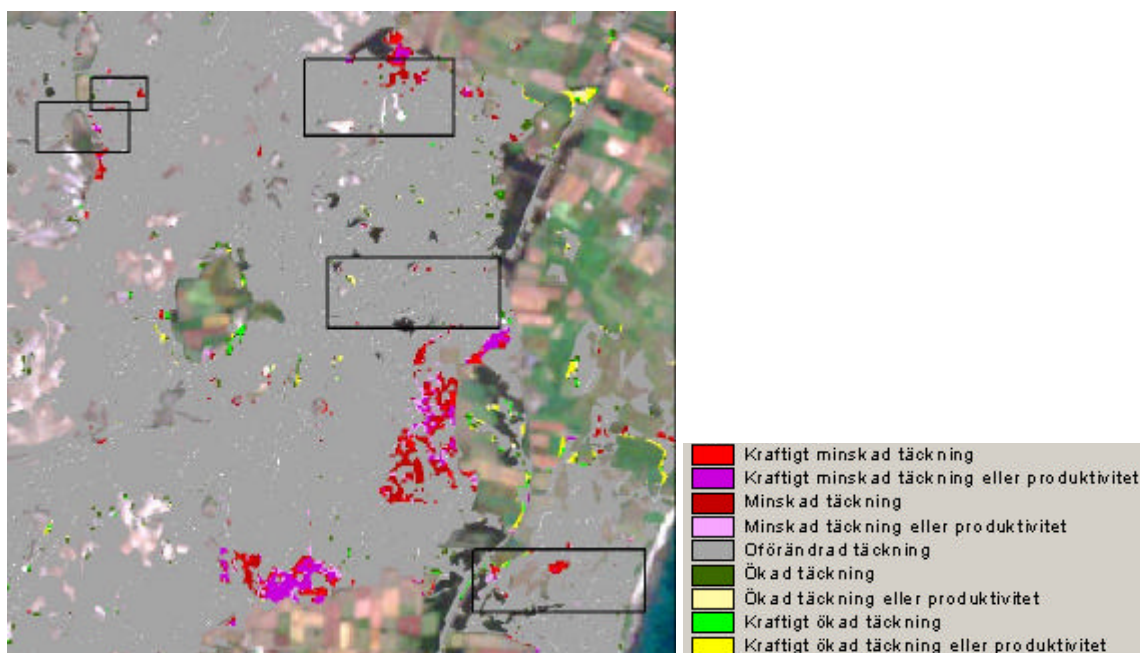 Kraftigt minskad täckning
Kraftigt minskad täckning eller produktivitet
Minskad täckning
Minskad täckning eller produktivitet
Oförändrad täckning
Ökad täckning
Ökad täckning eller produktivitet
Kraftigt ökad täckning
Kraftigt ökad täckning eller produktivitet